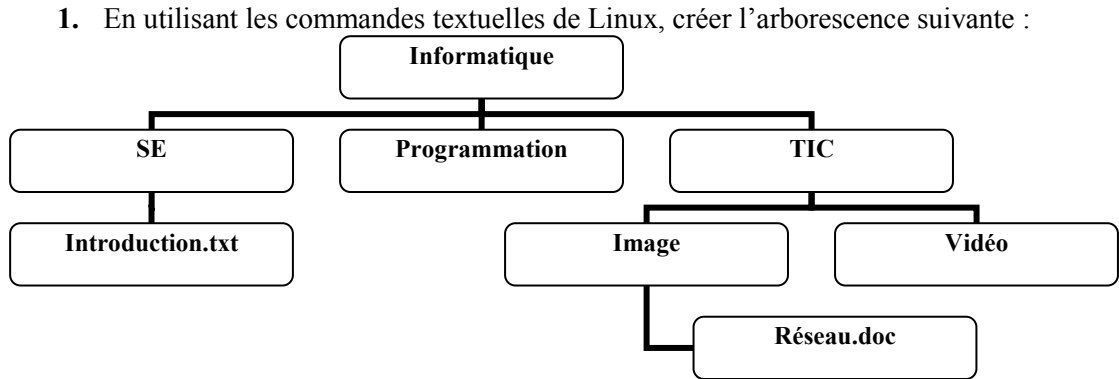 1. En utilisant les commandes textuelles de Linux, créer l’arborescence suivante :
Informatique
SE Programmation TIC
Introduction.txt Image Vidéo
Réseau.doc